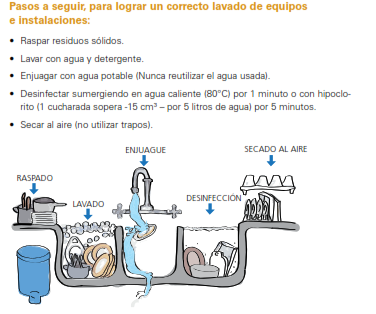 Pasos a seguir, para lograr un correcto lavado de equipos
e instalaciones:
• Raspar residuos sólidos.
• Lavar con agua y detergente.
• Enjuagar con agua potable (Nunca reutilizar el agua usada).
• Desinfectar sumergiendo en agua caliente (80°C) por 1 minuto o con hipoclo-
rito (1 cucharada sopera -15 cm³ – por 5 litros de agua) por 5 minutos.
• Secar al aire (no utilizar trapos).
ENJUAGUE
SECADO AL AIRE
RASPADO
LAVADO
DESINFECCIÓN